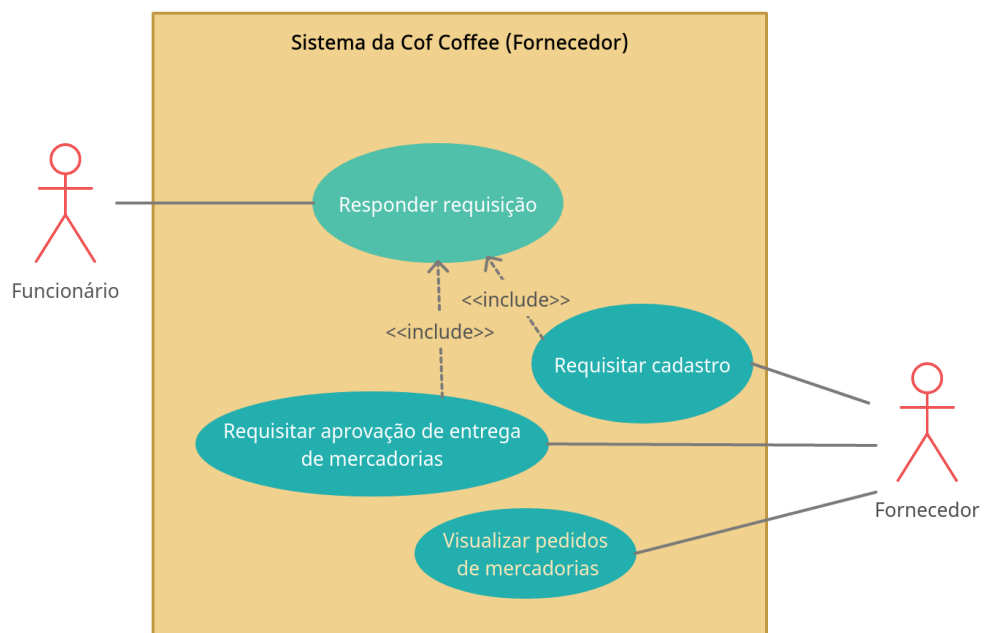 Sistema da Cof Coffee (Fornecedor)
Responder requisição
Funcionário
<<include>>
<<include>>
Requisitar cadastro
Requisitar aprovação de entrega
de mercadorias
Fornecedor
Visualizar pedidos
de mercadorias